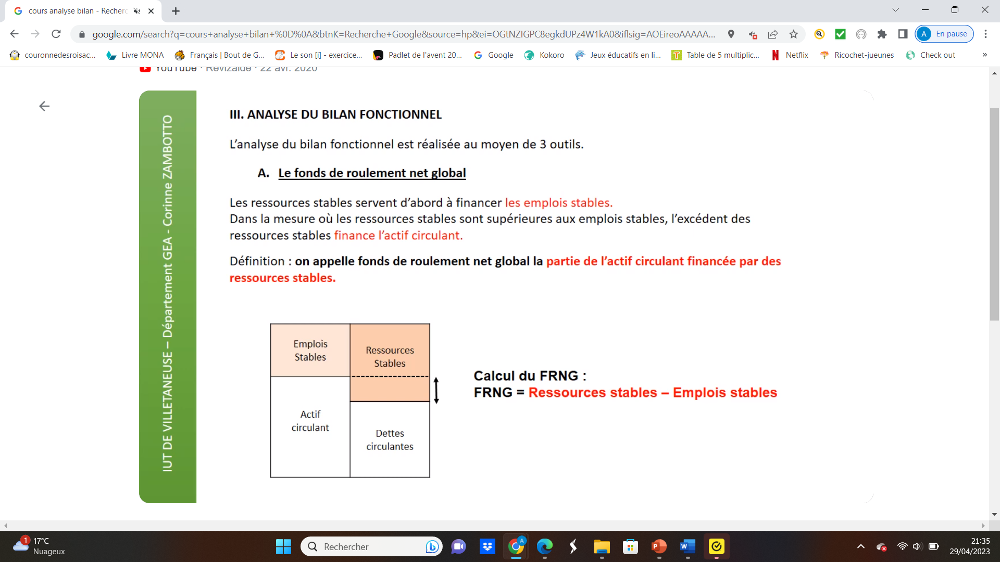 cours analyse bilan - Recherc
google.com/search?q=cours+analyse+bilan+%0D%0A&btnK=Recherche+Google&source=hp&ei=OGtNZIGPC8egkdUPz4W1kA0&iflsig=AOEireoAAAAA...
A En pause
couronnedesroisac...
Livre MONA
Français | Bout de G...
Le son [i] - exercice...
Padlet de l'avent 20...
Google
Kokoro
Jeux éducatifs en li...
Table de 5 multiplic...
Netflix
Ricochet-jueunes
Check out
»
YouTube · Revizaide · 22 avr. 2020
IUT DE VILLETANEUSE – Département GEA - Corinne ZAMBOTTO
III. ANALYSE DU BILAN FONCTIONNEL
L’analyse du bilan fonctionnel est réalisée au moyen de 3 outils.
A. Le fonds de roulement net global
Les ressources stables servent d’abord à financer les emplois stables.
Dans la mesure où les ressources stables sont supérieures aux emplois stables, l’excédent des
ressources stables finance l’actif circulant.
Définition : on appelle fonds de roulement net global la partie de l’actif circulant financée par des
ressources stables.
Emplois
Stables
Ressources
Stables
Actif
circulant
Dettes
circulantes
Calcul du FRNG :
FRNG = Ressources stables – Emplois stables
1
17°C
Nuageux
Rechercher
A
P
W
21:35
29/04/2023